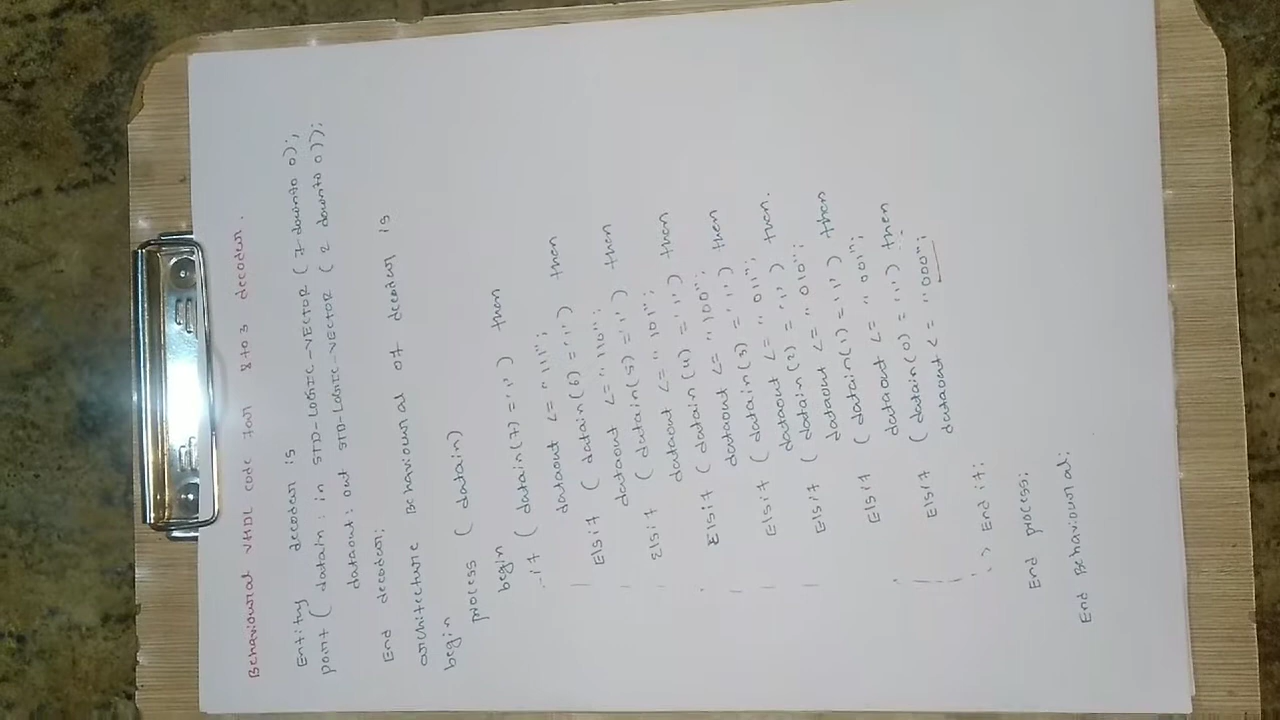 Behavioural VHDL code for 8 to 3 decoder.
Entity decoder is
port ( datain : in STD-LOGIC-VECTOR ( 7 downto 0);
dataout : out STD-LOGIC-VECTOR ( 2 downto 0));
End decoder;
architecture Behavioural of decoder is
begin
process ( datain)
begin
if ( datain(7) = '1' ) then
dataout <= "111";
Elsif ( datain(6) = '1') then
dataout <= "110";
Elsif ( datain(5) = '1') then
dataout <= "101";
Elsif ( datain(4) = '1') then
dataout <= "100";
Elsif ( datain(3) = '1') then
dataout <= "011";
Elsif ( datain(2) = '1') then.
dataout <= "010";
Elsif ( datain(1) = '1') then
dataout <= "001";
Elsif ( datain(0) = '1') then
dataout <= "000";
End if;
End process;
End Behavioural;